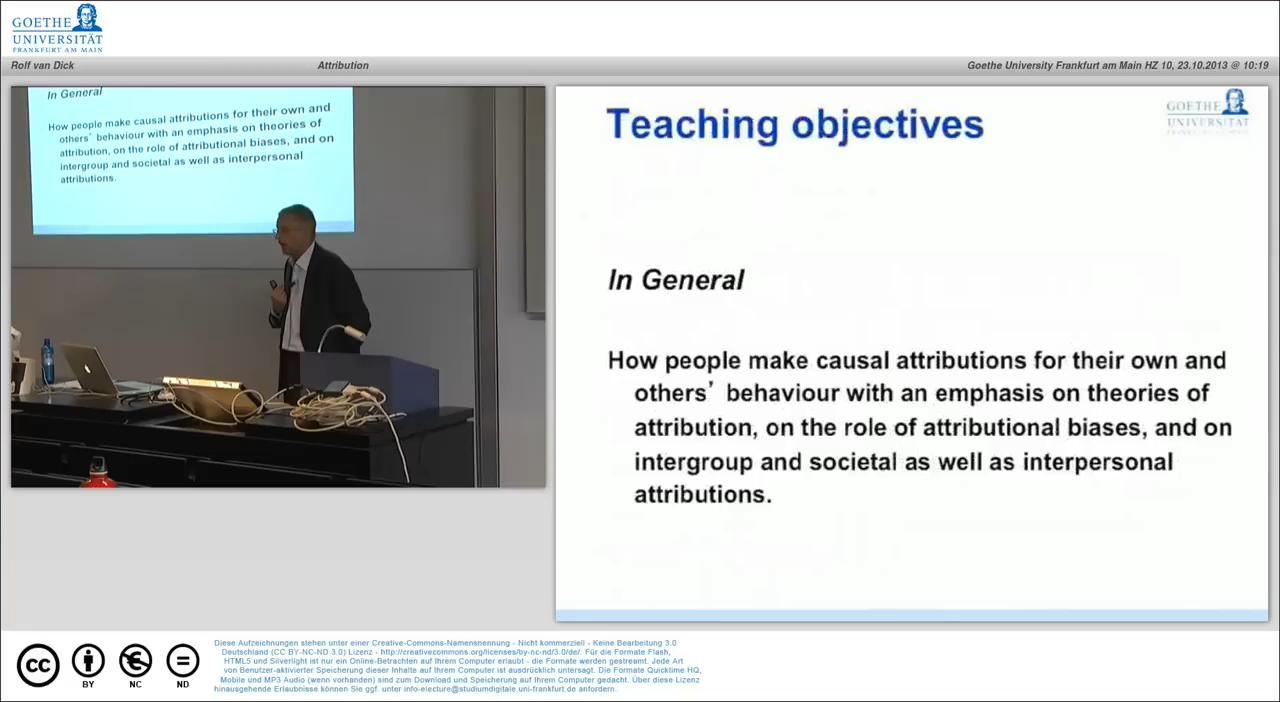 GOETHE
UNIVERSITÄT
FRANKFURT AM MAIN
Rolf van Dick
Attribution
Goethe University Frankfurt am Main HZ 10, 23.10.2013 @ 10:19
In General
How people make causal attributions for their own and
others’ behaviour with an emphasis on theories of
attribution, on the role of attributional biases, and on
intergroup and societal as well as interpersonal
attributions.
Teaching objectives
GOETHE
UNIVERSITÄT
In General
How people make causal attributions for their own and
others’ behaviour with an emphasis on theories of
attribution, on the role of attributional biases, and on
intergroup and societal as well as interpersonal
attributions.
cc
BY
NC
ND
Diese Aufzeichnungen stehen unter einer Creative-Commons-Namensnennung - Nicht kommerziell - Keine Bearbeitung 3.0
Deutschland (CC BY-NC-ND 3.0) Lizenz - http://creativecommons.org/licenses/by-nc-nd/3.0/de/. Für die Formate Flash,
HTML5 und Silverlight ist nur ein Online-Betrachten auf Ihrem Computer erlaubt - die Formate werden gestreamt. Jede Art
von Benutzer-aktivierter Speicherung dieser Inhalte auf Ihrem Computer ist ausdrücklich untersagt. Die Formate Quicktime HQ,
Mobile und MP3 Audio (wenn vorhanden) sind zum Download und Speicherung auf Ihrem Computer gedacht. Über diese Lizenz
hinausgehende Erlaubnisse können Sie ggf. unter info-electure@studiumdigitale.uni-frankfurt.de anfordern.